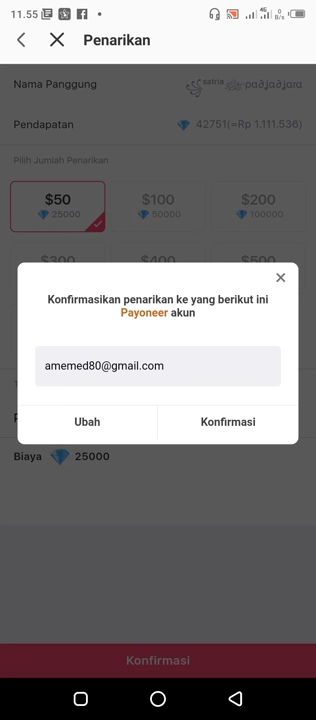 11.55
Penarikan
Nama Panggung
satria
Pendapatan
42751(=Rp 1.111.536)
Pilih Jumlah Penarikan
$50
$100
$200
25000
50000
100000
$300
$400
$500
Konfirmasikan penarikan ke yang berikut ini
Payoneer akun
amemed80@gmail.com
Ubah
Konfirmasi
Biaya
25000
Konfirmasi